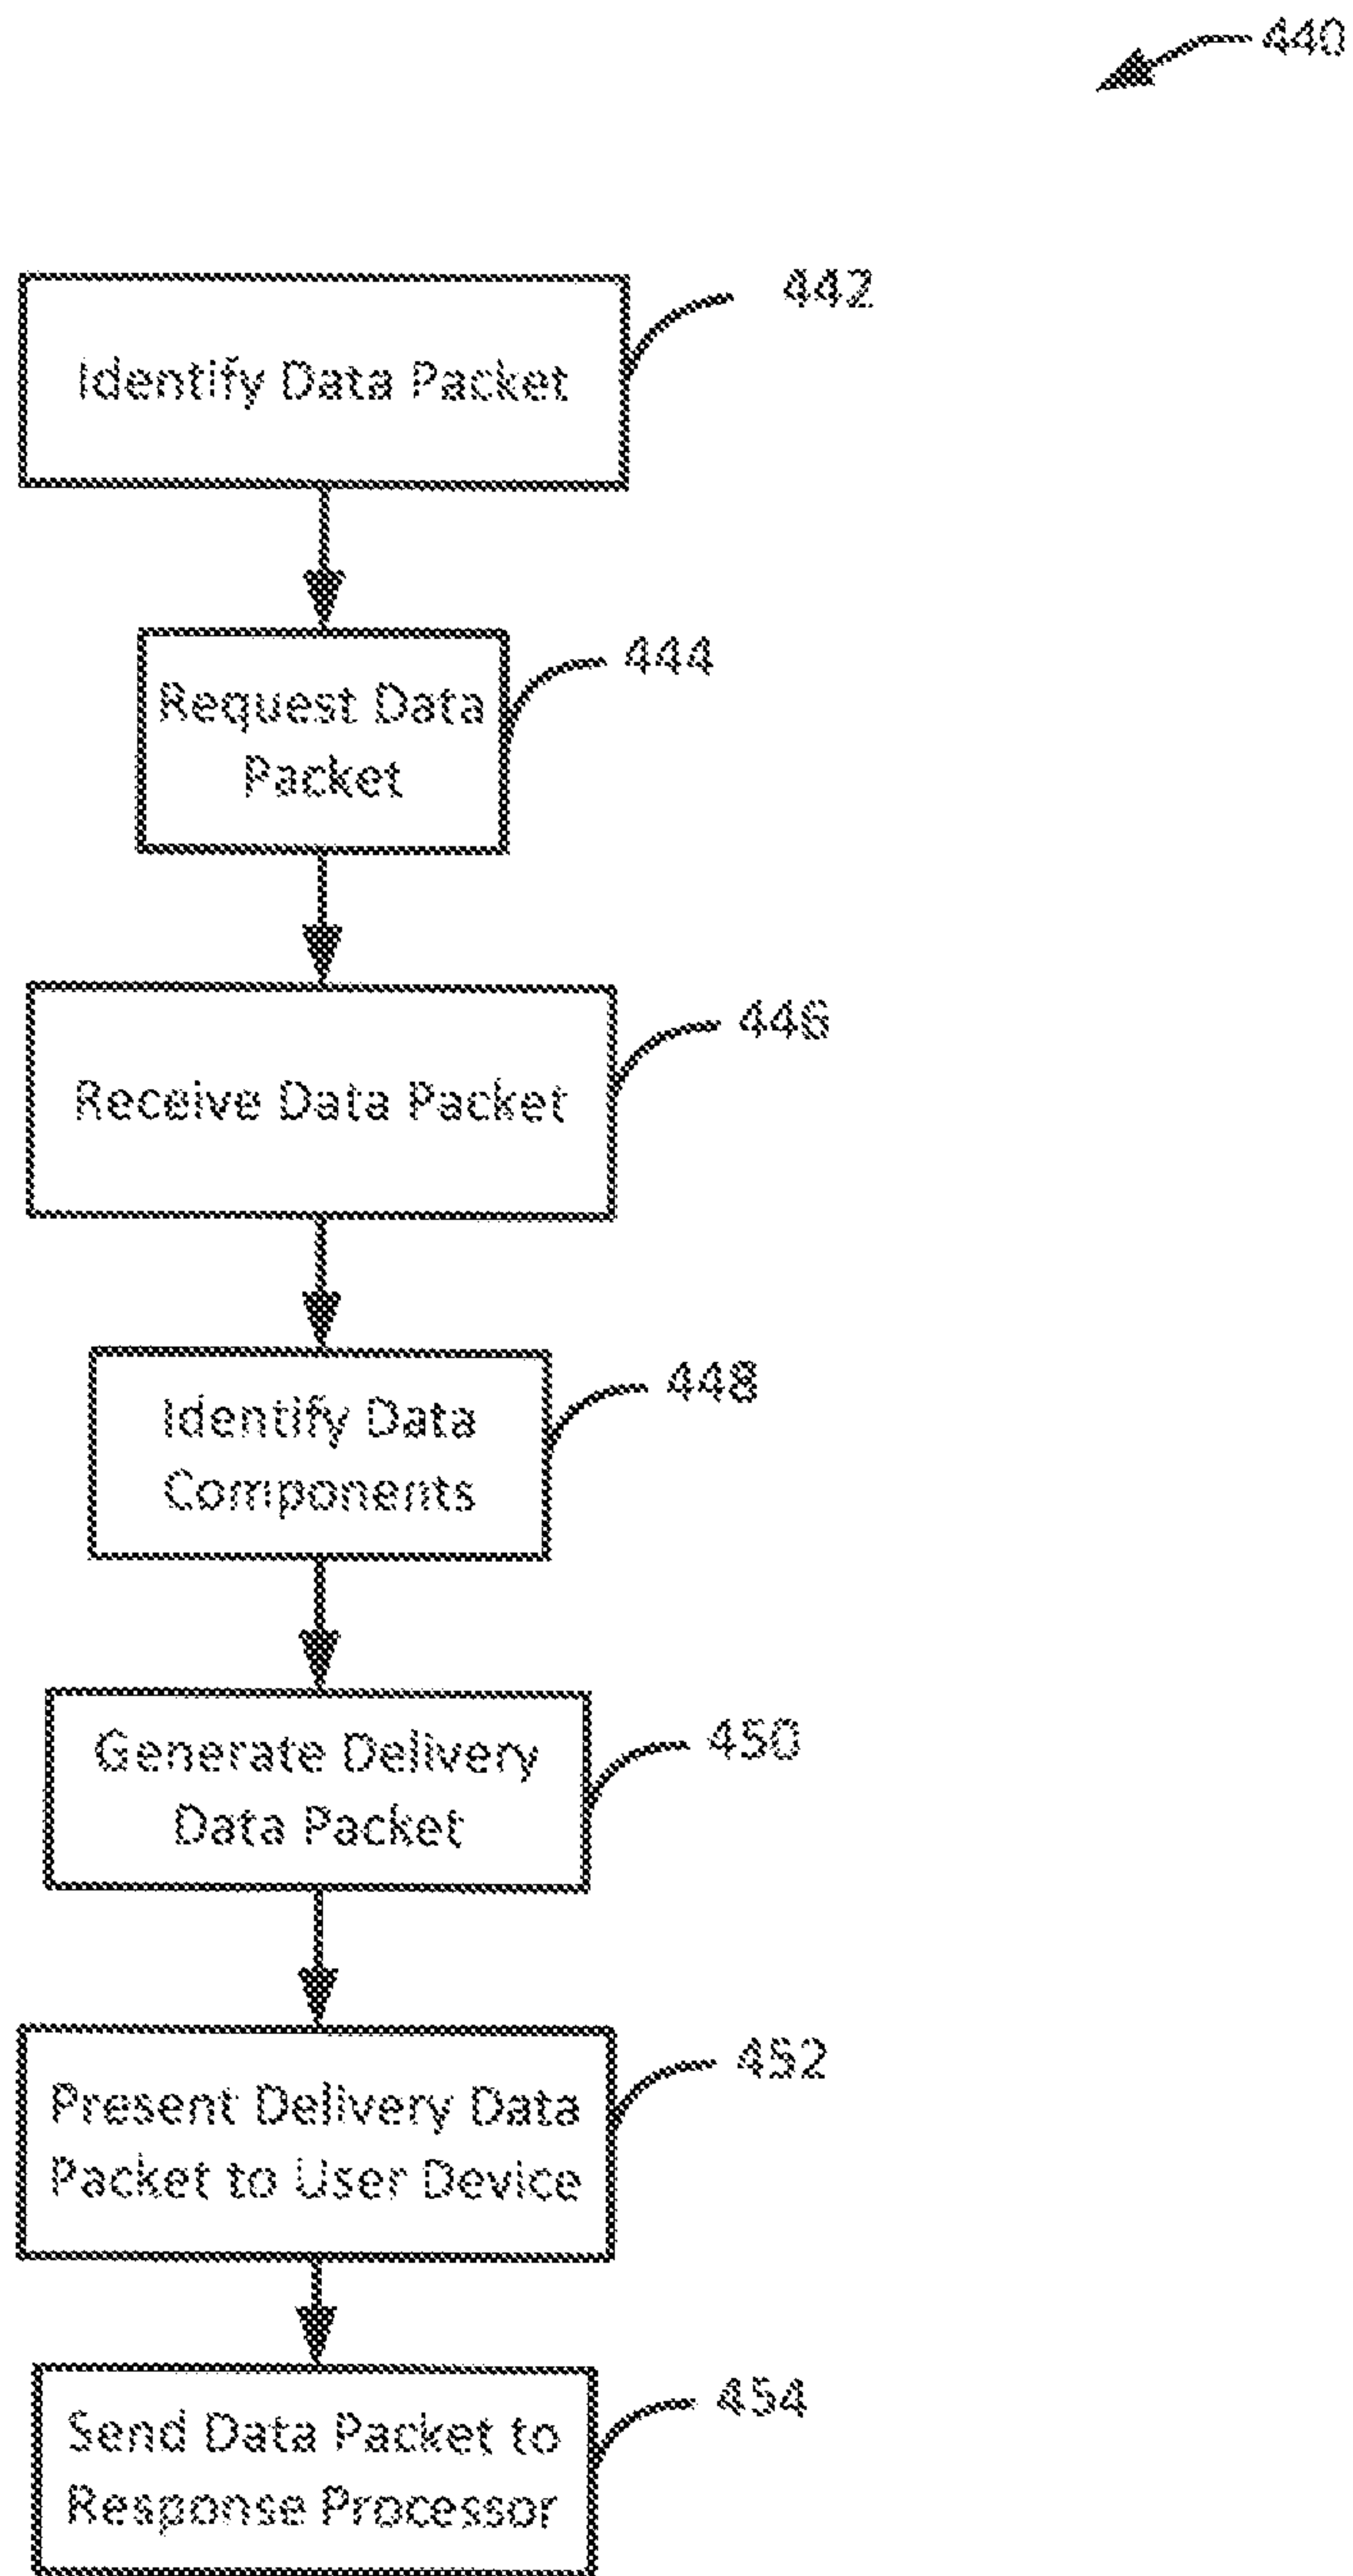 440
442
Identify Data Packet
444
Request Data
Packet
446
Receive Data Packet
448
Identify Data
Components
450
Generate Delivery
Data Packet
452
Present Delivery Data
Packet to User Device
454
Send Data Packet to
Response Processor